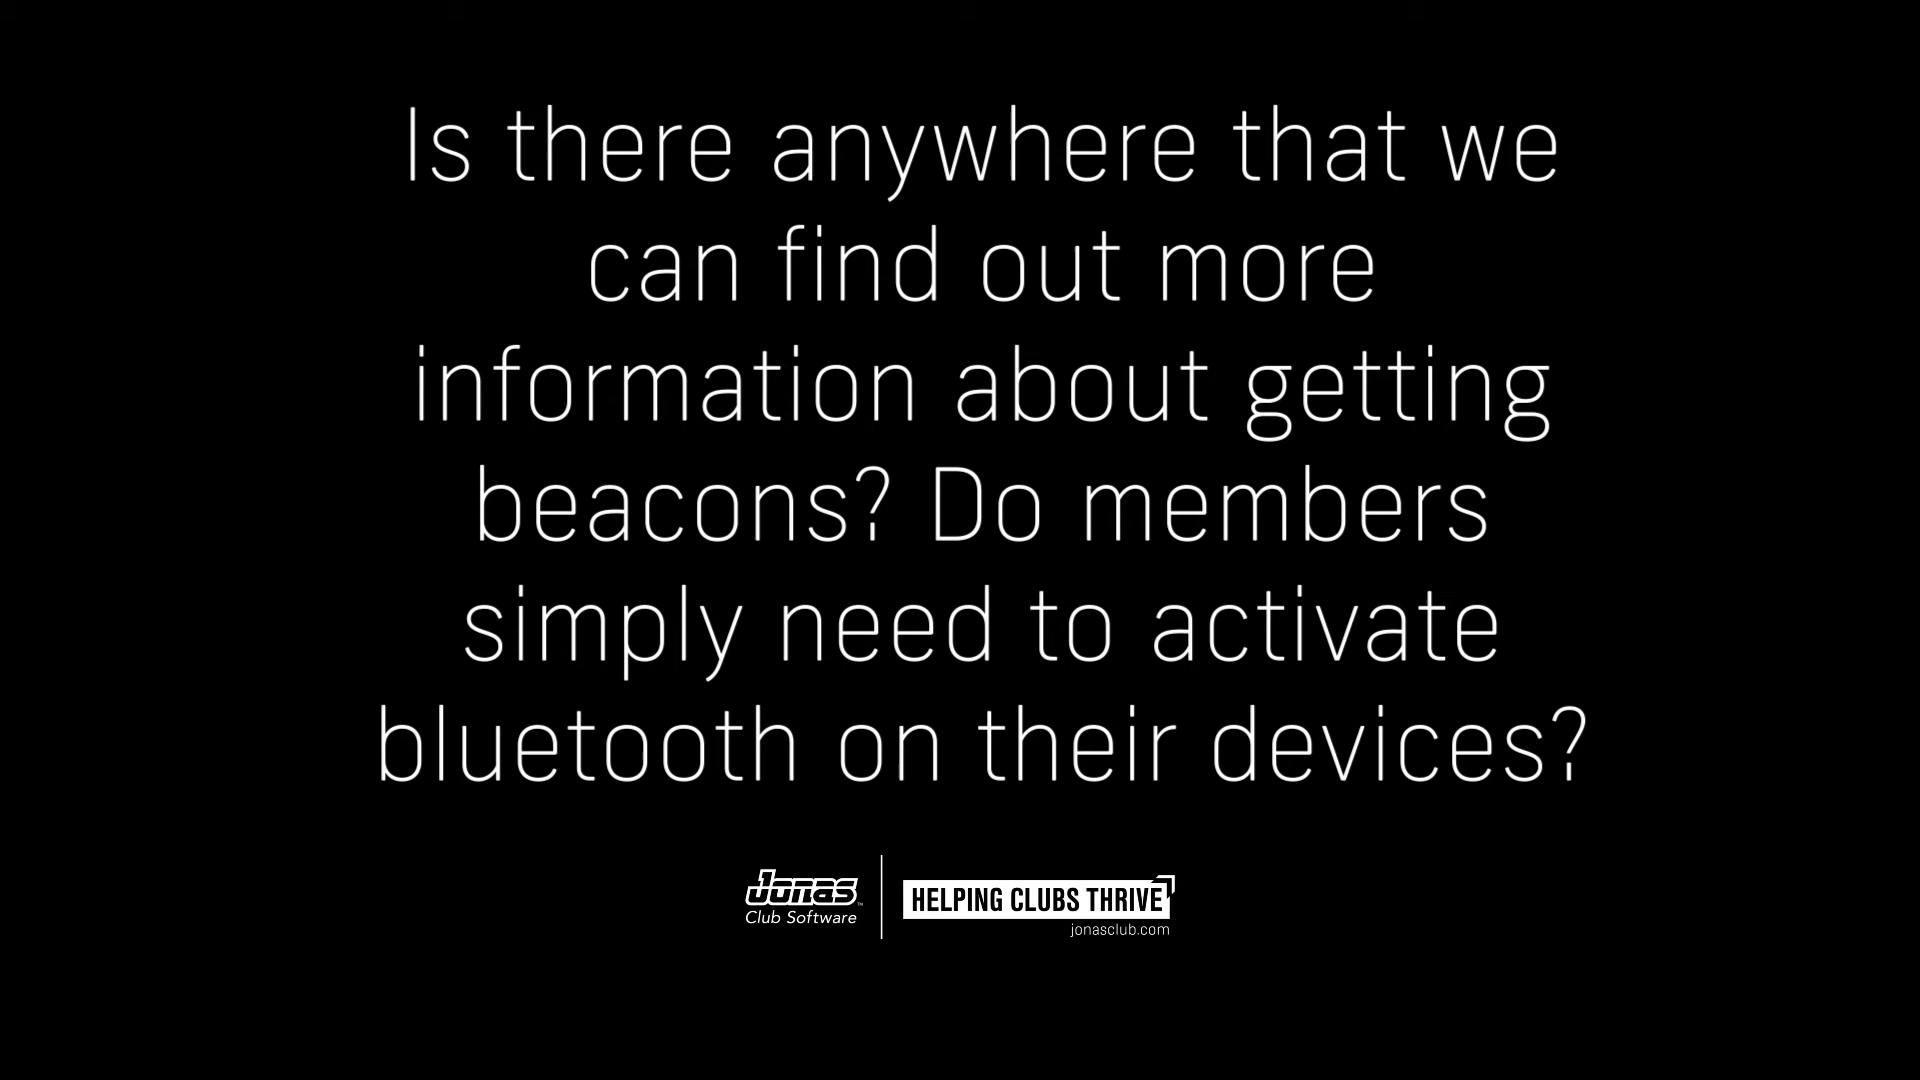 Is there anywhere that we
can find out more
information about getting
beacons? Do members
simply need to activate
bluetooth on their devices?
Jonas™
Club Software
HELPING CLUBS THRIVE
jonasclub.com